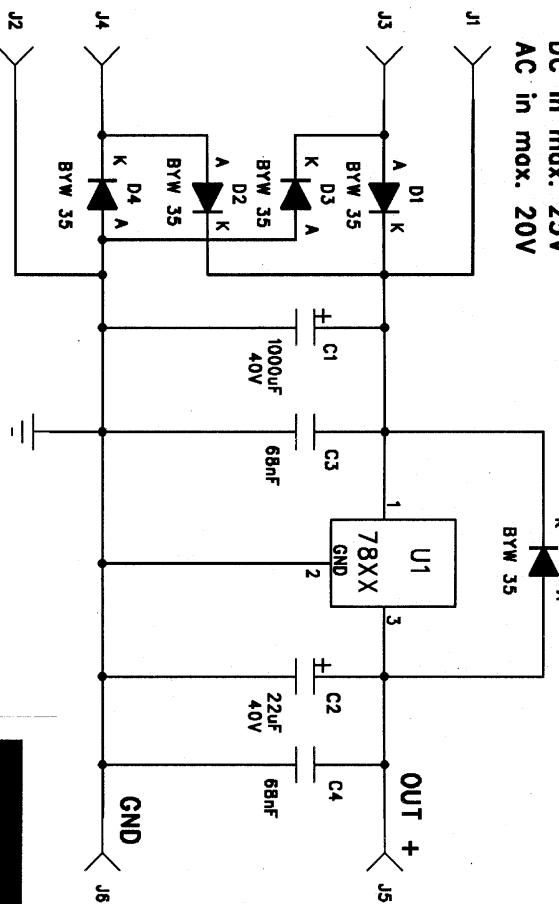 DC in max. 25V
AC in max. 20V
J1
J3
J4
J2
A
D1
K
BYW 35
K
D3
A
BYW 35
A
D2
K
BYW 35
K
D4
A
BYW 35
+
C1
1000uF
40V
C3
68nF
BYW 35
1
U1
78XX
GND
2
3
+
C2
22uF
40V
C4
68nF
OUT +
J5
GND
J6